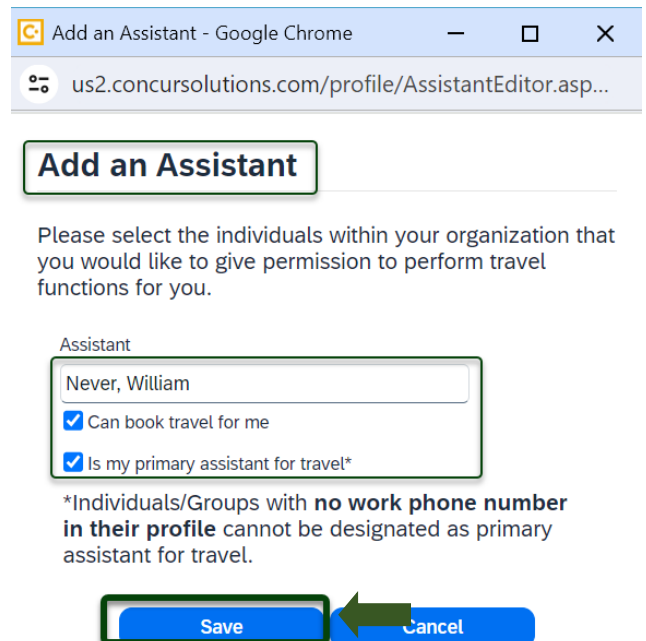 Add an Assistant - Google Chrome
us2.concursolutions.com/profile/AssistantEditor.asp...
Add an Assistant
Please select the individuals within your organization that
you would like to give permission to perform travel
functions for you.
Assistant
Never, William
Can book travel for me
Is my primary assistant for travel*
*Individuals/Groups with no work phone number
in their profile cannot be designated as primary
assistant for travel.
Save Cancel